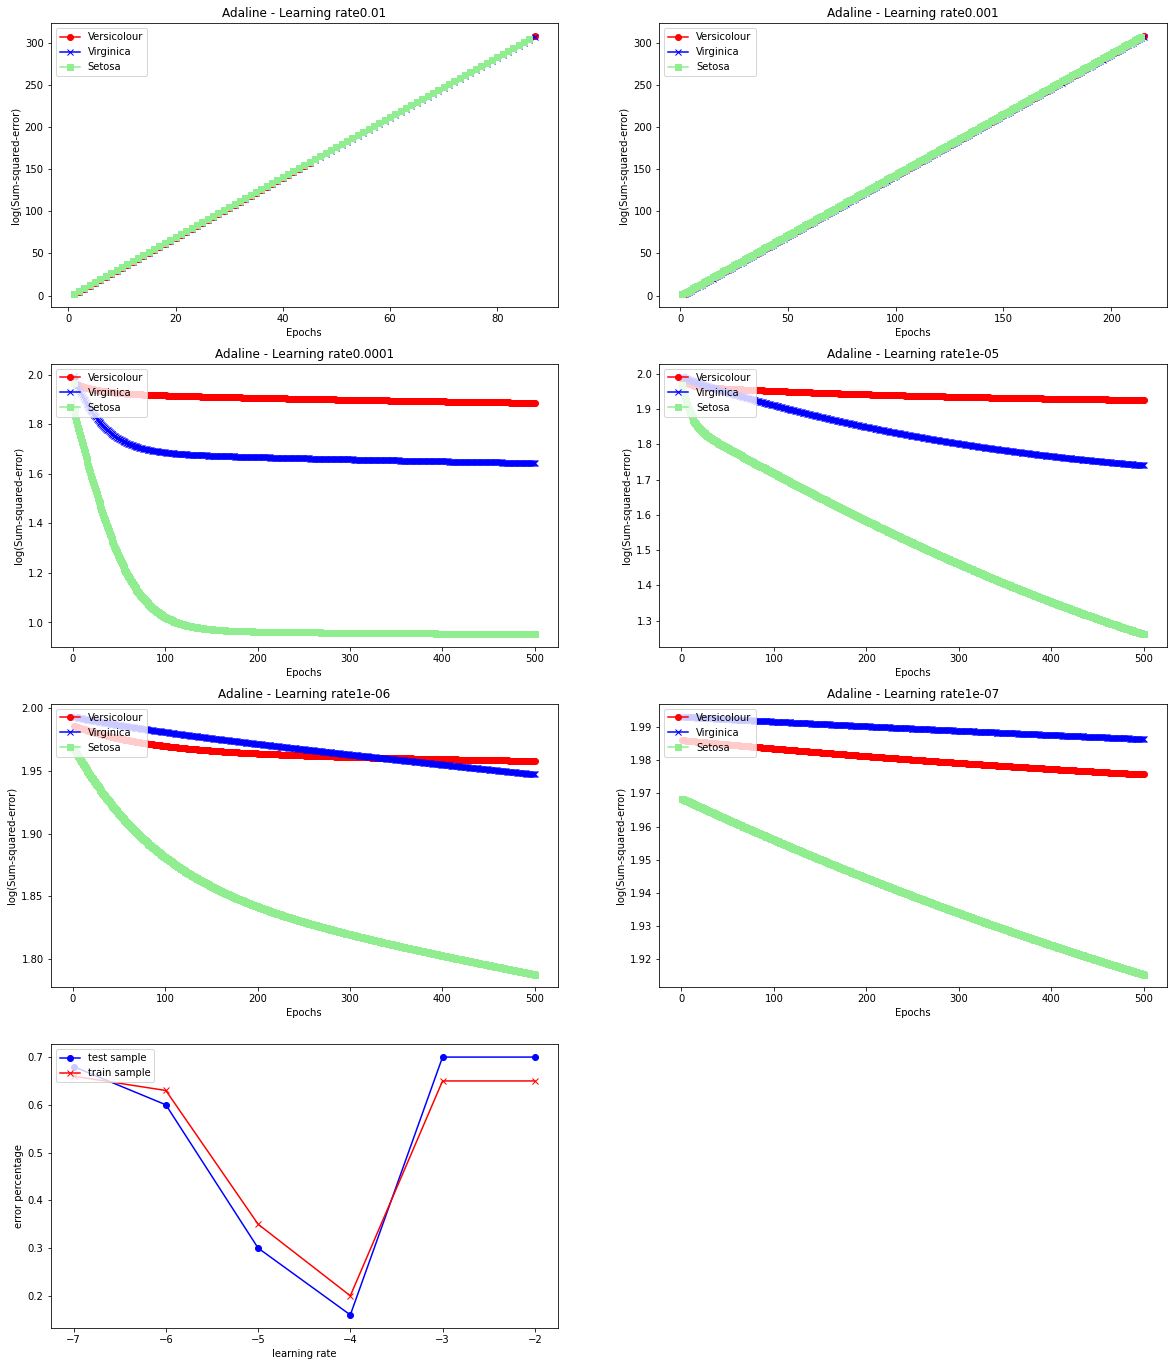 Adaline - Learning rate0.01
log(Sum-squared-error)
300
250
200
150
100
50
0
Versicolour
Virginica
Setosa
0 20 40 60 80
Epochs
Adaline - Learning rate0.001
log(Sum-squared-error)
300
250
200
150
100
50
0
Versicolour
Virginica
Setosa
0 50 100 150 200
Epochs
Adaline - Learning rate0.0001
log(Sum-squared-error)
2.0
1.8
1.6
1.4
1.2
1.0
Versicolour
Virginica
Setosa
0 100 200 300 400 500
Epochs
Adaline - Learning rate1e-05
log(Sum-squared-error)
2.0
1.9
1.8
1.7
1.6
1.5
1.4
1.3
Versicolour
Virginica
Setosa
0 100 200 300 400 500
Epochs
Adaline - Learning rate1e-06
log(Sum-squared-error)
2.00
1.95
1.90
1.85
1.80
Versicolour
Virginica
Setosa
0 100 200 300 400 500
Epochs
Adaline - Learning rate1e-07
log(Sum-squared-error)
1.99
1.98
1.97
1.96
1.95
1.94
1.93
1.92
Versicolour
Virginica
Setosa
0 100 200 300 400 500
Epochs
error percentage
0.7
0.6
0.5
0.4
0.3
0.2
test sample
train sample
−7 −6 −5 −4 −3 −2
learning rate